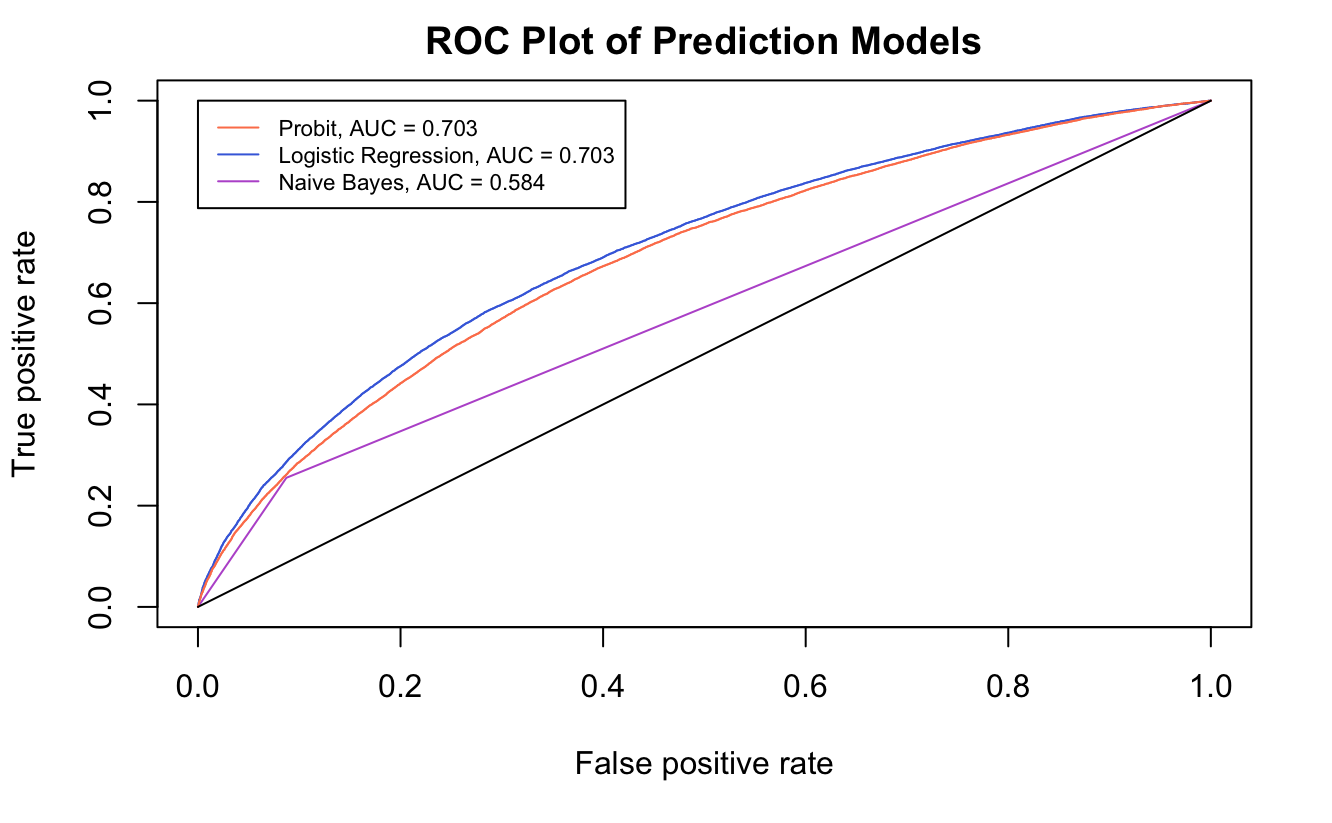 ROC Plot of Prediction Models
Probit, AUC = 0.703
Logistic Regression, AUC = 0.703
Naive Bayes, AUC = 0.584
True positive rate
1.0
0.8
0.6
0.4
0.2
0.0
0.0 0.2 0.4 0.6 0.8 1.0
False positive rate